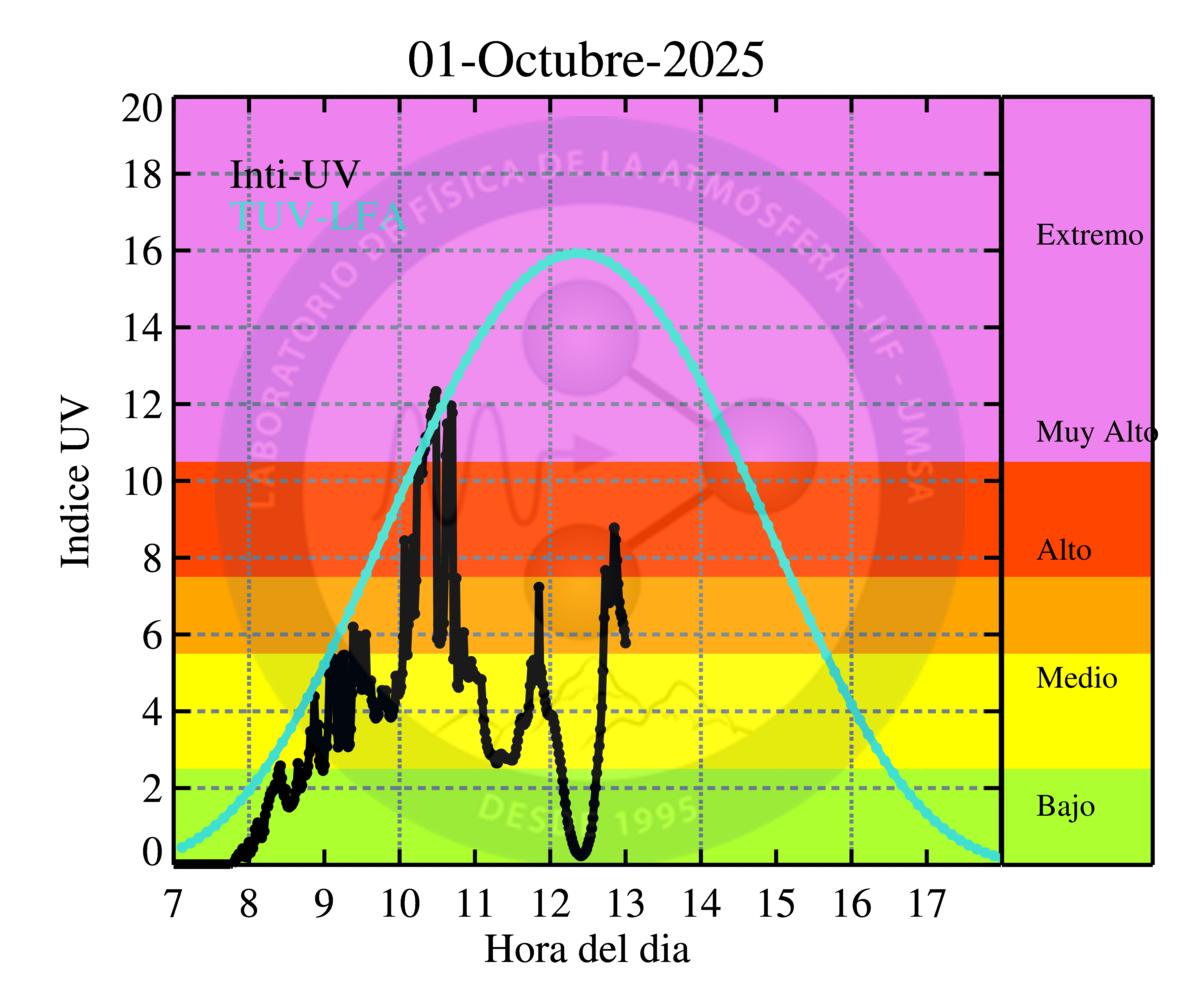 01-Octubre-2025
20
18
16
14
12
10
8
6
4
2
0
Indice UV
Inti-UV
TUV-LFA
LABORATORIO DE FÍSICA DE LA ATMÓSFERA - IIF - UMSA
DESDE 1995
Extremo
Muy Alto
Alto
Medio
Bajo
7 8 9 10 11 12 13 14 15 16 17
Hora del dia